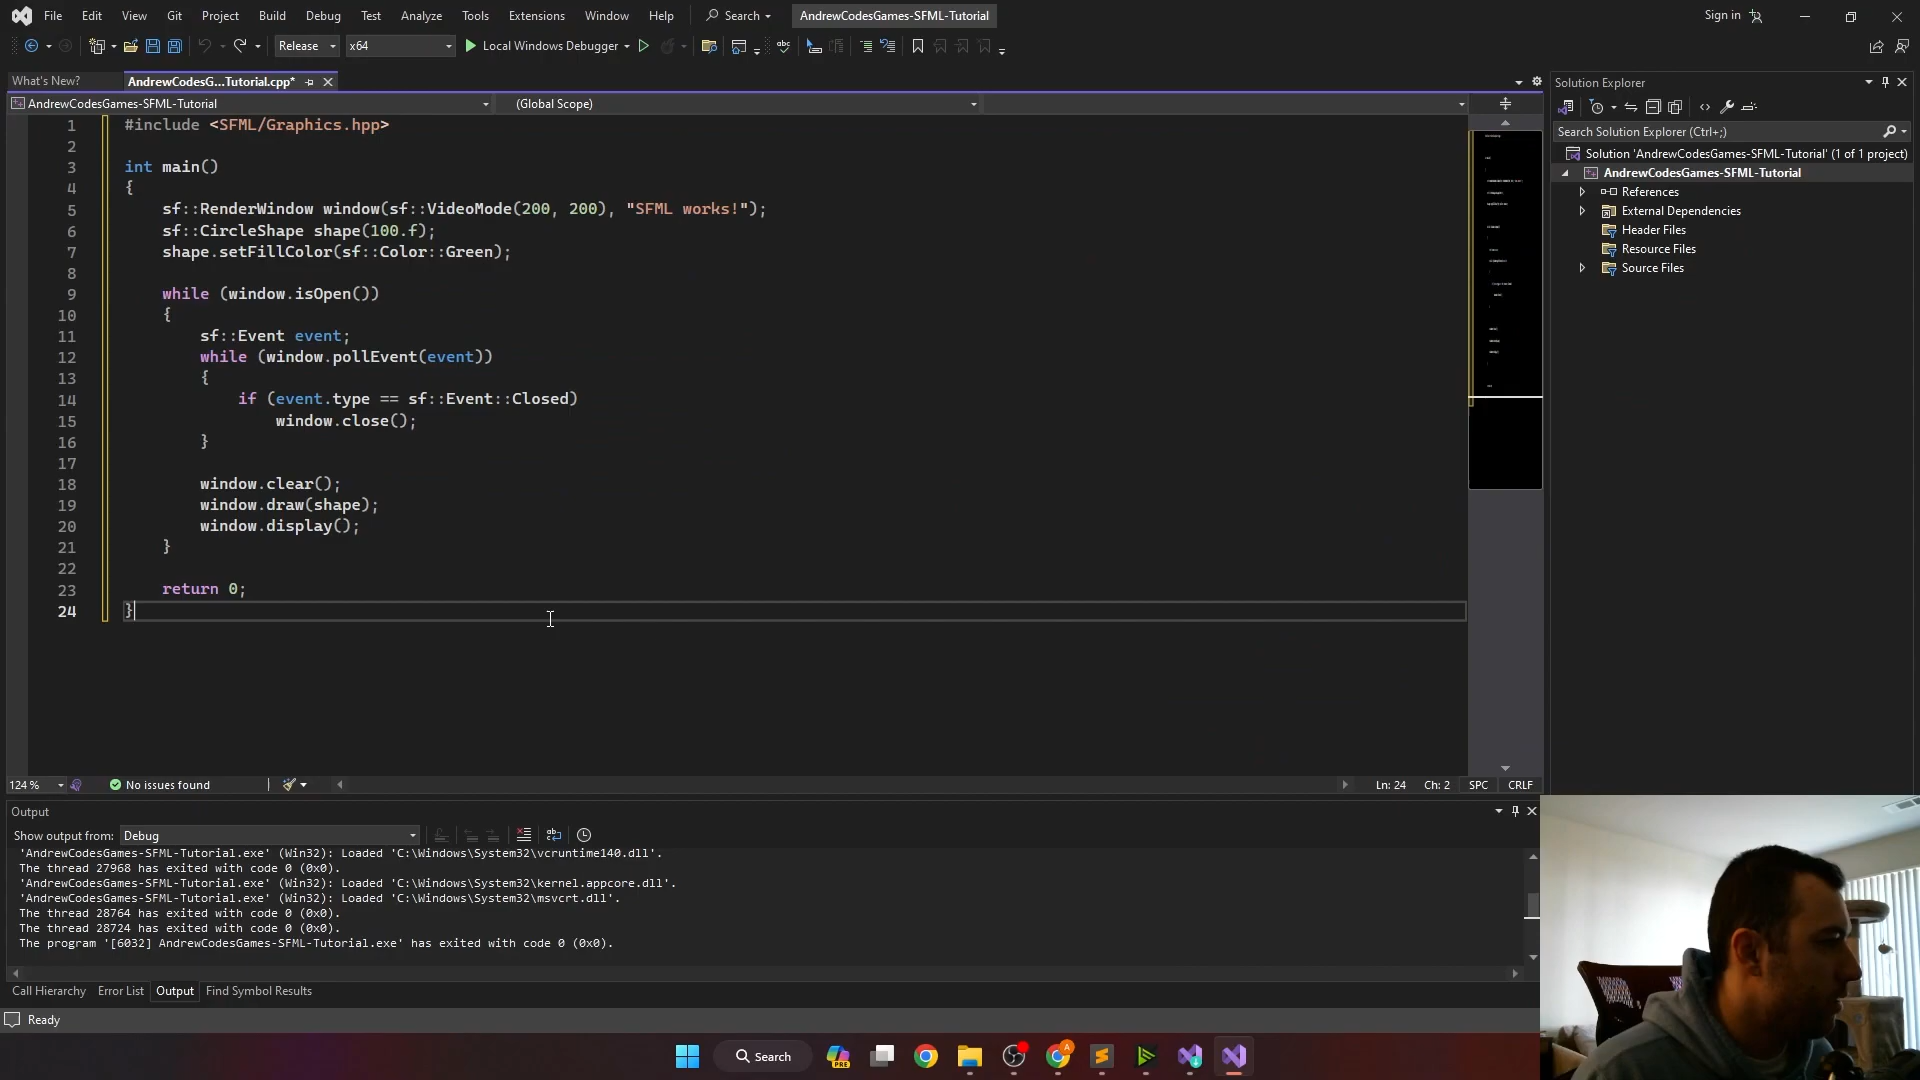 File Edit View Git Project Build Debug Test Analyze Tools Extensions Window Help Search AndrewCodesGames-SFML-Tutorial Sign in
Release x64 Local Windows Debugger
What's New? AndrewCodesG...Tutorial.cpp*
AndrewCodesGames-SFML-Tutorial (Global Scope)
1 #include <SFML/Graphics.hpp>
2
3 int main()
4 {
5 sf::RenderWindow window(sf::VideoMode(200, 200), "SFML works!");
6 sf::CircleShape shape(100.f);
7 shape.setFillColor(sf::Color::Green);
8
9 while (window.isOpen())
10 {
11 sf::Event event;
12 while (window.pollEvent(event))
13 {
14 if (event.type == sf::Event::Closed)
15 window.close();
16 }
17
18 window.clear();
19 window.draw(shape);
20 window.display();
21 }
22
23 return 0;
24 }
124 % No issues found Ln: 24 Ch: 2 SPC CRLF
Solution Explorer
Search Solution Explorer (Ctrl+;)
Solution 'AndrewCodesGames-SFML-Tutorial' (1 of 1 project)
AndrewCodesGames-SFML-Tutorial
References
External Dependencies
Header Files
Resource Files
Source Files
Output
Show output from: Debug
'AndrewCodesGames-SFML-Tutorial.exe' (Win32): Loaded 'C:\Windows\System32\vcruntime140.dll'.
The thread 27968 has exited with code 0 (0x0).
'AndrewCodesGames-SFML-Tutorial.exe' (Win32): Loaded 'C:\Windows\System32\kernel.appcore.dll'.
'AndrewCodesGames-SFML-Tutorial.exe' (Win32): Loaded 'C:\Windows\System32\msvcrt.dll'.
The thread 28764 has exited with code 0 (0x0).
The thread 28724 has exited with code 0 (0x0).
The program '[6032] AndrewCodesGames-SFML-Tutorial.exe' has exited with code 0 (0x0).
Call Hierarchy Error List Output Find Symbol Results
Ready
Search